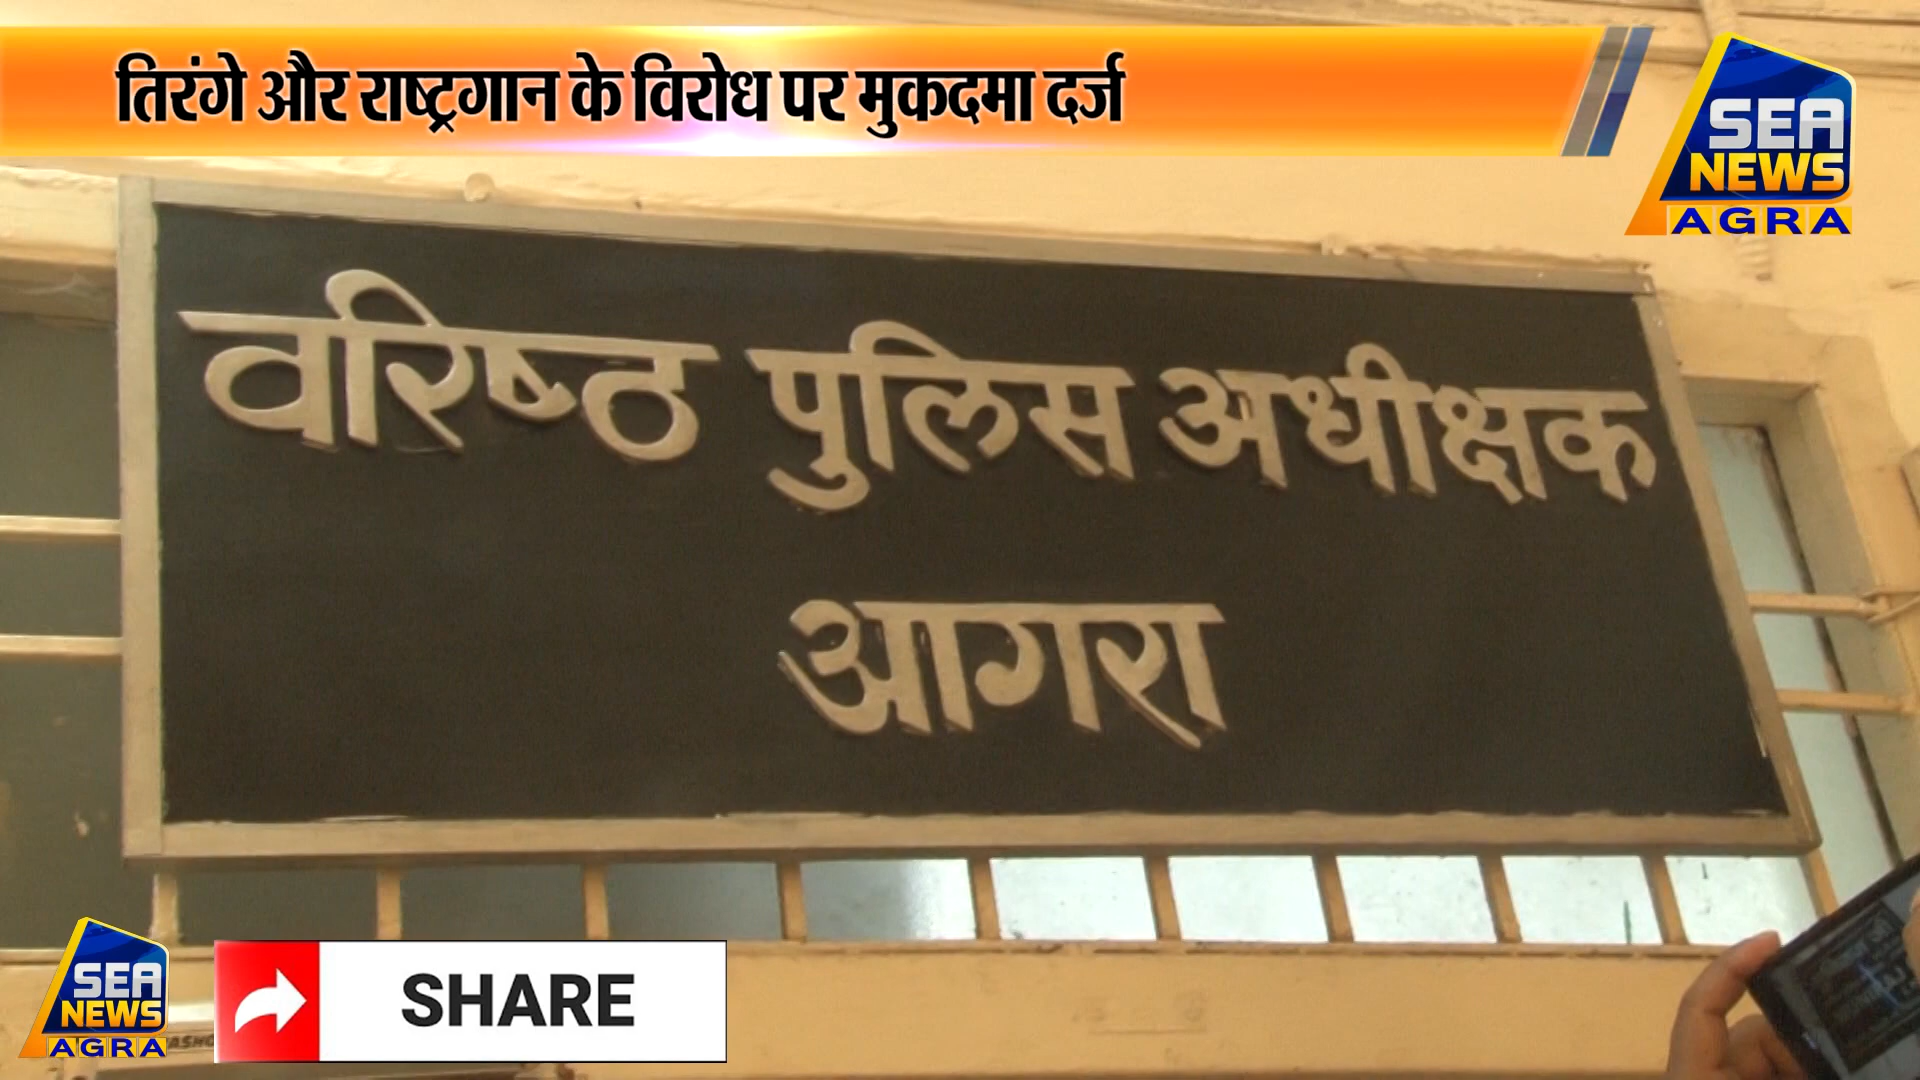 तिरंगे और राष्ट्रगान के विरोध पर मुकदमा दर्ज
SEA
NEWS
AGRA
वरिष्ठ पुलिस अधीक्षक
आगरा
SEA
NEWS
AGRA
SHARE